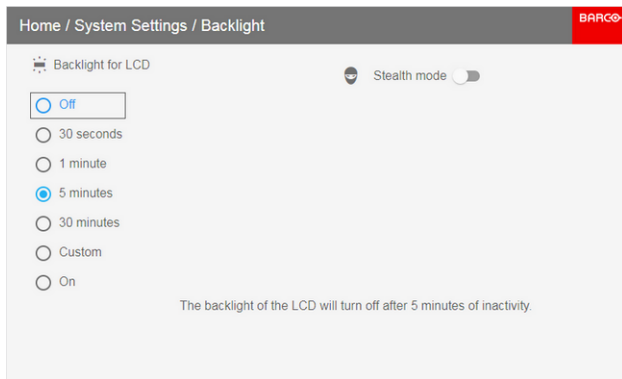 Home / System Settings / Backlight
BARCO
Backlight for LCD
Stealth mode
Off
30 seconds
1 minute
5 minutes
30 minutes
Custom
On
The backlight of the LCD will turn off after 5 minutes of inactivity.